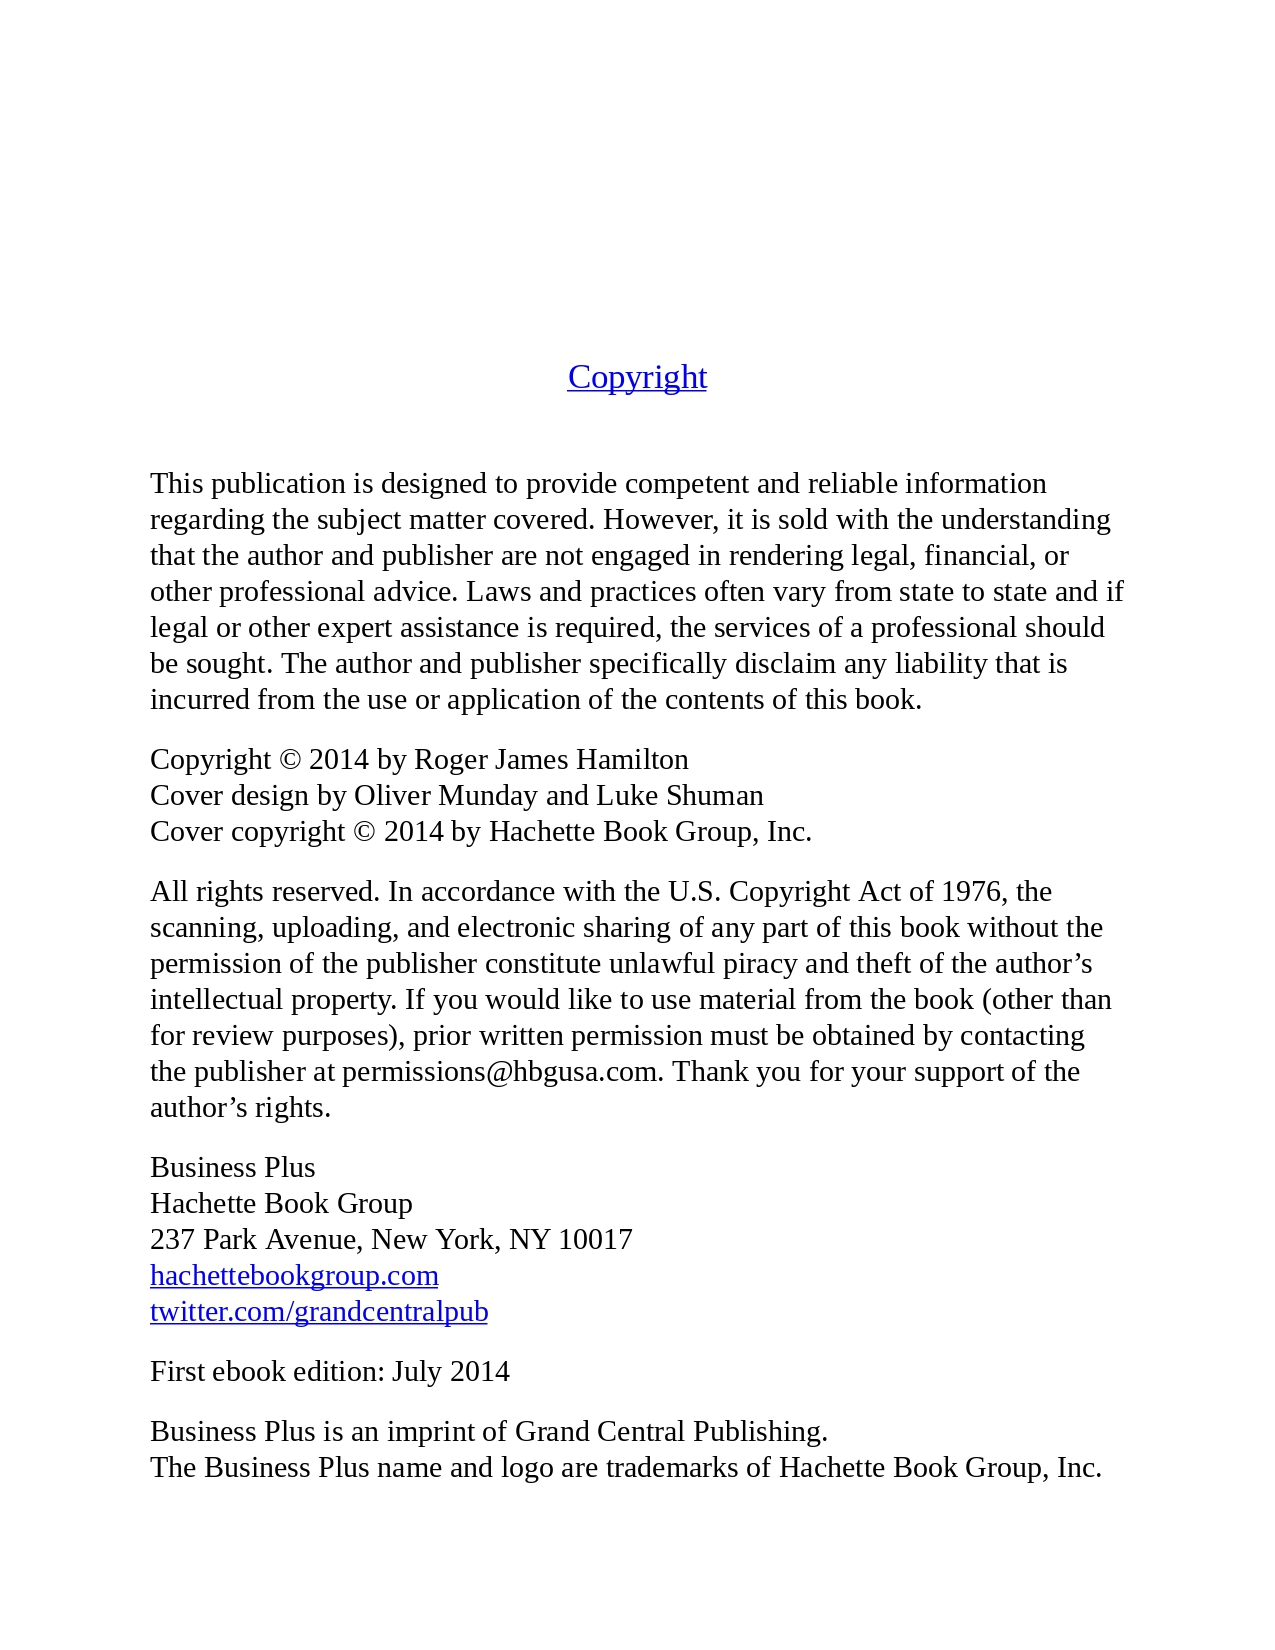 Copyright
This publication is designed to provide competent and reliable information
regarding the subject matter covered. However, it is sold with the understanding
that the author and publisher are not engaged in rendering legal, financial, or
other professional advice. Laws and practices often vary from state to state and if
legal or other expert assistance is required, the services of a professional should
be sought. The author and publisher specifically disclaim any liability that is
incurred from the use or application of the contents of this book.
Copyright © 2014 by Roger James Hamilton
Cover design by Oliver Munday and Luke Shuman
Cover copyright © 2014 by Hachette Book Group, Inc.
All rights reserved. In accordance with the U.S. Copyright Act of 1976, the
scanning, uploading, and electronic sharing of any part of this book without the
permission of the publisher constitute unlawful piracy and theft of the author’s
intellectual property. If you would like to use material from the book (other than
for review purposes), prior written permission must be obtained by contacting
the publisher at permissions@hbgusa.com. Thank you for your support of the
author’s rights.
Business Plus
Hachette Book Group
237 Park Avenue, New York, NY 10017
hachettebookgroup.com
twitter.com/grandcentralpub
First ebook edition: July 2014
Business Plus is an imprint of Grand Central Publishing.
The Business Plus name and logo are trademarks of Hachette Book Group, Inc.